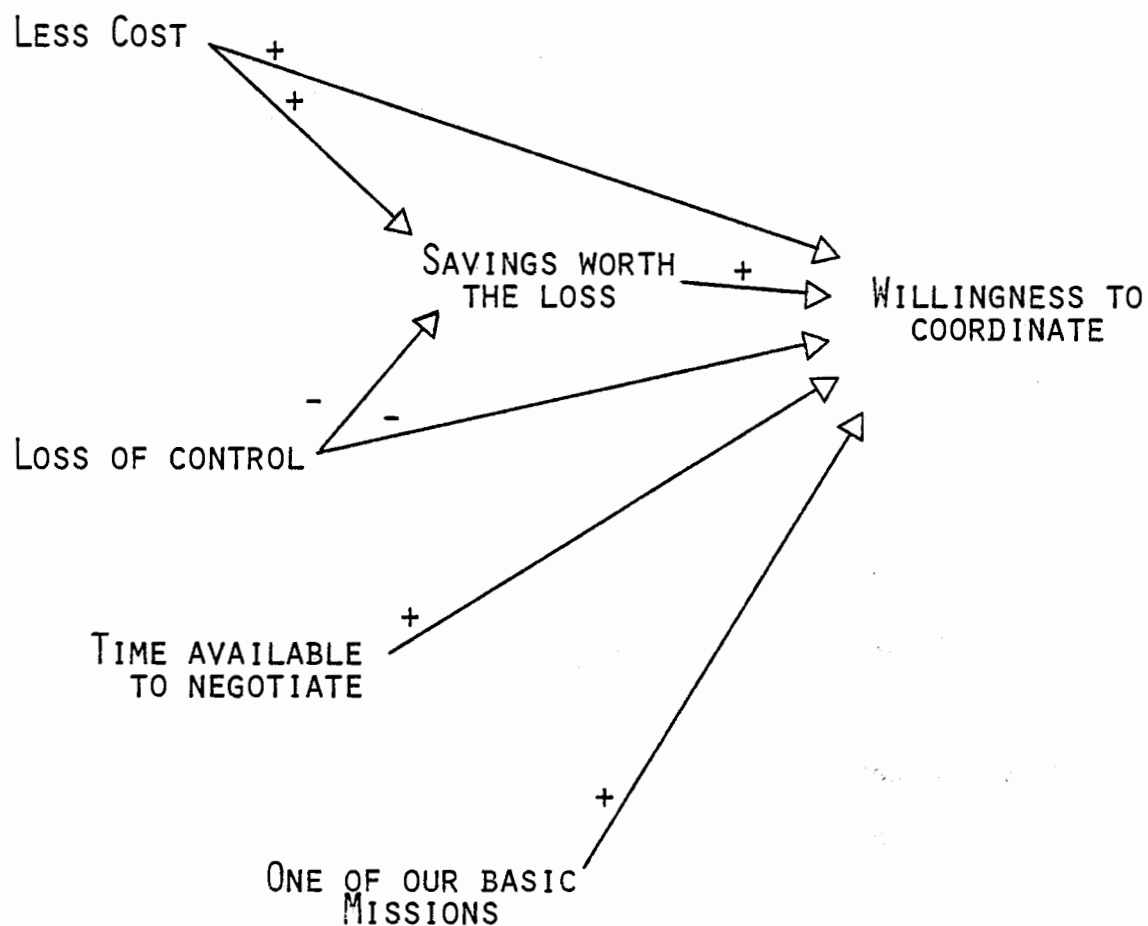 LESS COST
+
+
SAVINGS WORTH
THE LOSS
+
WILLINGNESS TO
COORDINATE
-
-
LOSS OF CONTROL
+
TIME AVAILABLE
TO NEGOTIATE
+
ONE OF OUR BASIC
MISSIONS